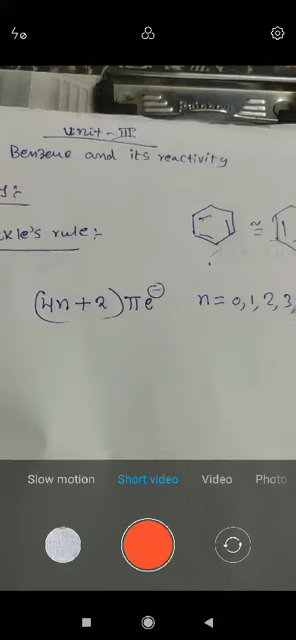 Unit-III
Benzene and its reactivity
kle's rule:-
(4n+2)πe⊖ n=0,1,2,3,
Slow motion Short video Video Photo